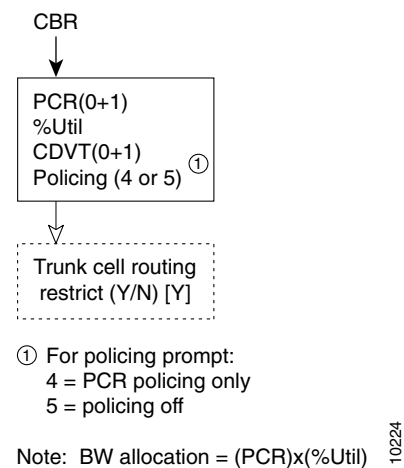 CBR
PCR(0+1)
%Util
CDVT(0+1)
Policing (4 or 5) ①
Trunk cell routing
restrict (Y/N) [Y]
① For policing prompt:
4 = PCR policing only
5 = policing off
Note: BW allocation = (PCR)x(%Util)
10224